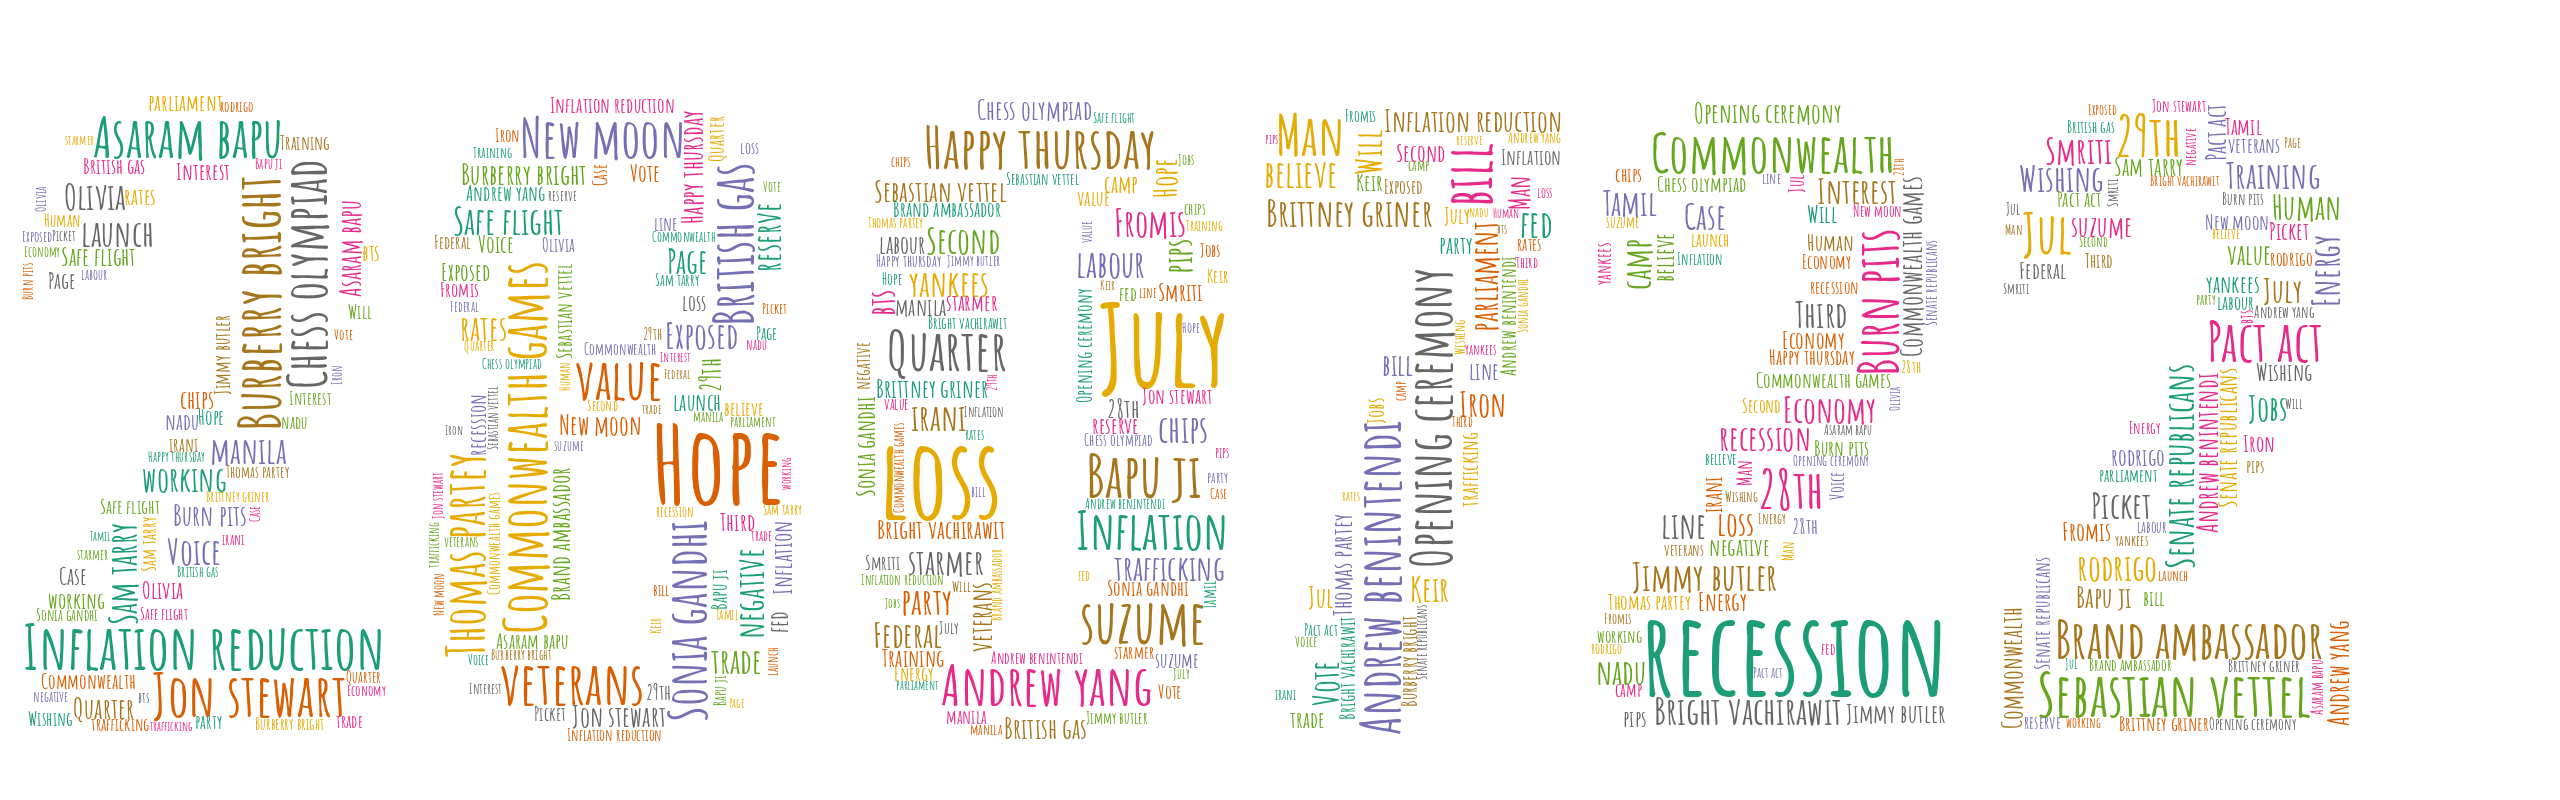 Parliament
Rodrigo
starmer
Asaram bapu
Training
British gas
Interest
Bapu ji
Olivia
Olivia
rates
Human
Exposed
Picket
launch
Economy
Safe flight
Burn pits
Page
labour
Burberry bright
Chess olympiad
Asaram bapu
BTS
Will
Vote
Jimmy butler
Iron
Interest
chips
nadu
Hope
nadu
irani
manila
Happy thursday
Thomas partey
working
Brittney griner
Safe flight
Burn pits
case
Tamil
starmer
Sam tarry
Sam tarry
Voice
irani
British gas
Case
working
Olivia
Sonia gandhi
Safe flight
Inflation reduction
Commonwealth
Jon stewart
Quarter
Economy
negative
Quarter
BTS
Wishing
trafficking
trafficking
party
Burberry bright
trade
Inflation reduction
Iron
New moon
Happy thursday
Quarter
loss
Training
Burberry bright
Case
Vote
Andrew yang
reserve
British gas
Vote
Safe flight
line
reserve
Federal
Voice
Olivia
Commonwealth
Page
Exposed
Sam tarry
Fromis
Federal
loss
Picket
rates
Quarter
Commonwealth games
Sebastian vettel
29th
Exposed
Page
nadu
Commonwealth
Interest
Chess olympiad
Human
value
Federal
29th
Second
trade
launch
believe
manila
parliament
recession
Sebastian vettel
Iron
New moon
suzume
Hope
working
Thomas partey
Jon stewart
Commonwealth games
Brand ambassador
recession
Sam tarry
trafficking
veterans
Third
trade
Sonia gandhi
Inflation
negative
New moon
bill
Bapu ji
Tamil
fed
Keir
Asaram bapu
Voice
Burberry bright
trade
launch
Interest
veterans
29th
Bapu ji
Page
Picket
Jon stewart
Inflation reduction
Chess olympiad
Safe flight
Happy thursday
chips
Jobs
Hope
Sebastian vettel
Sebastian vettel
camp
value
Brand ambassador
Thomas partey
Fromis
chips
Training
value
labour
Second
pips
Jobs
Happy thursday
Jimmy butler
labour
Hope
yankees
Keir
Keir
BTS
manila
starmer
fed
line
Smriti
Bright vachirawit
Opening ceremony
July
Hope
Quarter
negative
Brittney griner
29th
value
Jon stewart
28th
irani
Inflation
reserve
rates
Chess olympiad
chips
Sonia gandhi
Commonwealth games
loss
bill
Bapu ji
pips
party
Case
Andrew benintendi
Bright vachirawit
Inflation
Smriti
starmer
trafficking
Inflation reduction
Will
fed
Sonia gandhi
Tamil
Jobs
party
veterans
Brand ambassador
suzume
Federal
July
Training
Andrew benintendi
starmer
suzume
Energy
July
parliament
Andrew yang
Vote
manila
Jimmy butler
manila
British gas
Fromis
pips
Man
Will
Inflation reduction
reserve
Andrew yang
Second
camp
bill
Inflation
believe
Keir
Exposed
Man
loss
Brittney griner
July
nadu
Human
BTS
fed
party
rates
Third
parliament
Andrew benintendi
Sonia gandhi
Wishing
yankees
Opening ceremony
bill
line
camp
Jobs
Iron
Third
Andrew benintendi
trafficking
rates
Thomas partey
Jul
Keir
Pact act
Voice
Vote
Bright vachirawit
Burberry bright
Senate republicans
irani
trade
Opening ceremony
Commonwealth
28th
chips
Chess olympiad
line
Jul
Interest
Tamil
suzume
Case
Will
New moon
launch
Commonwealth games
yankees
camp
believe
Inflation
Human
Economy
Burn pits
Senate republicans
recession
Third
Economy
Happy thursday
28th
Commonwealth games
Second
Economy
Olivia
Asaram bapu
recession
Burn pits
believe
Man
Opening ceremony
irani
Wishing
28th
Voice
line
loss
Energy
28th
veterans
negative
Man
Jimmy butler
Thomas partey
Energy
Fromis
working
Rodrigo
recession
fed
nadu
Pact act
camp
pips
Bright vachirawit
Jimmy butler
Exposed
Jon stewart
British gas
29th
negative
Pact act
Tamil
veterans
Page
Smriti
Sam tarry
Wishing
Smriti
Bright vachirawit
Training
Pact act
Burn pits
Jul
Man
Jul
suzume
Second
New moon
believe
Human
Picket
Federal
Third
value
Rodrigo
Energy
Smriti
yankees
party
labour
July
Andrew yang
BTS
Pact act
Wishing
Senate republicans
Andrew benintendi
Senate republicans
Jobs
Will
Energy
Iron
Rodrigo
parliament
pips
Picket
Fromis
labour
yankees
Senate republicans
Rodrigo
launch
Bapu ji
bill
Commonwealth
Brand ambassador
Jul
Brand ambassador
Brittney griner
Asaram bapu
Andrew yang
Sebastian vettel
reserve
working
Brittney griner
Opening ceremony